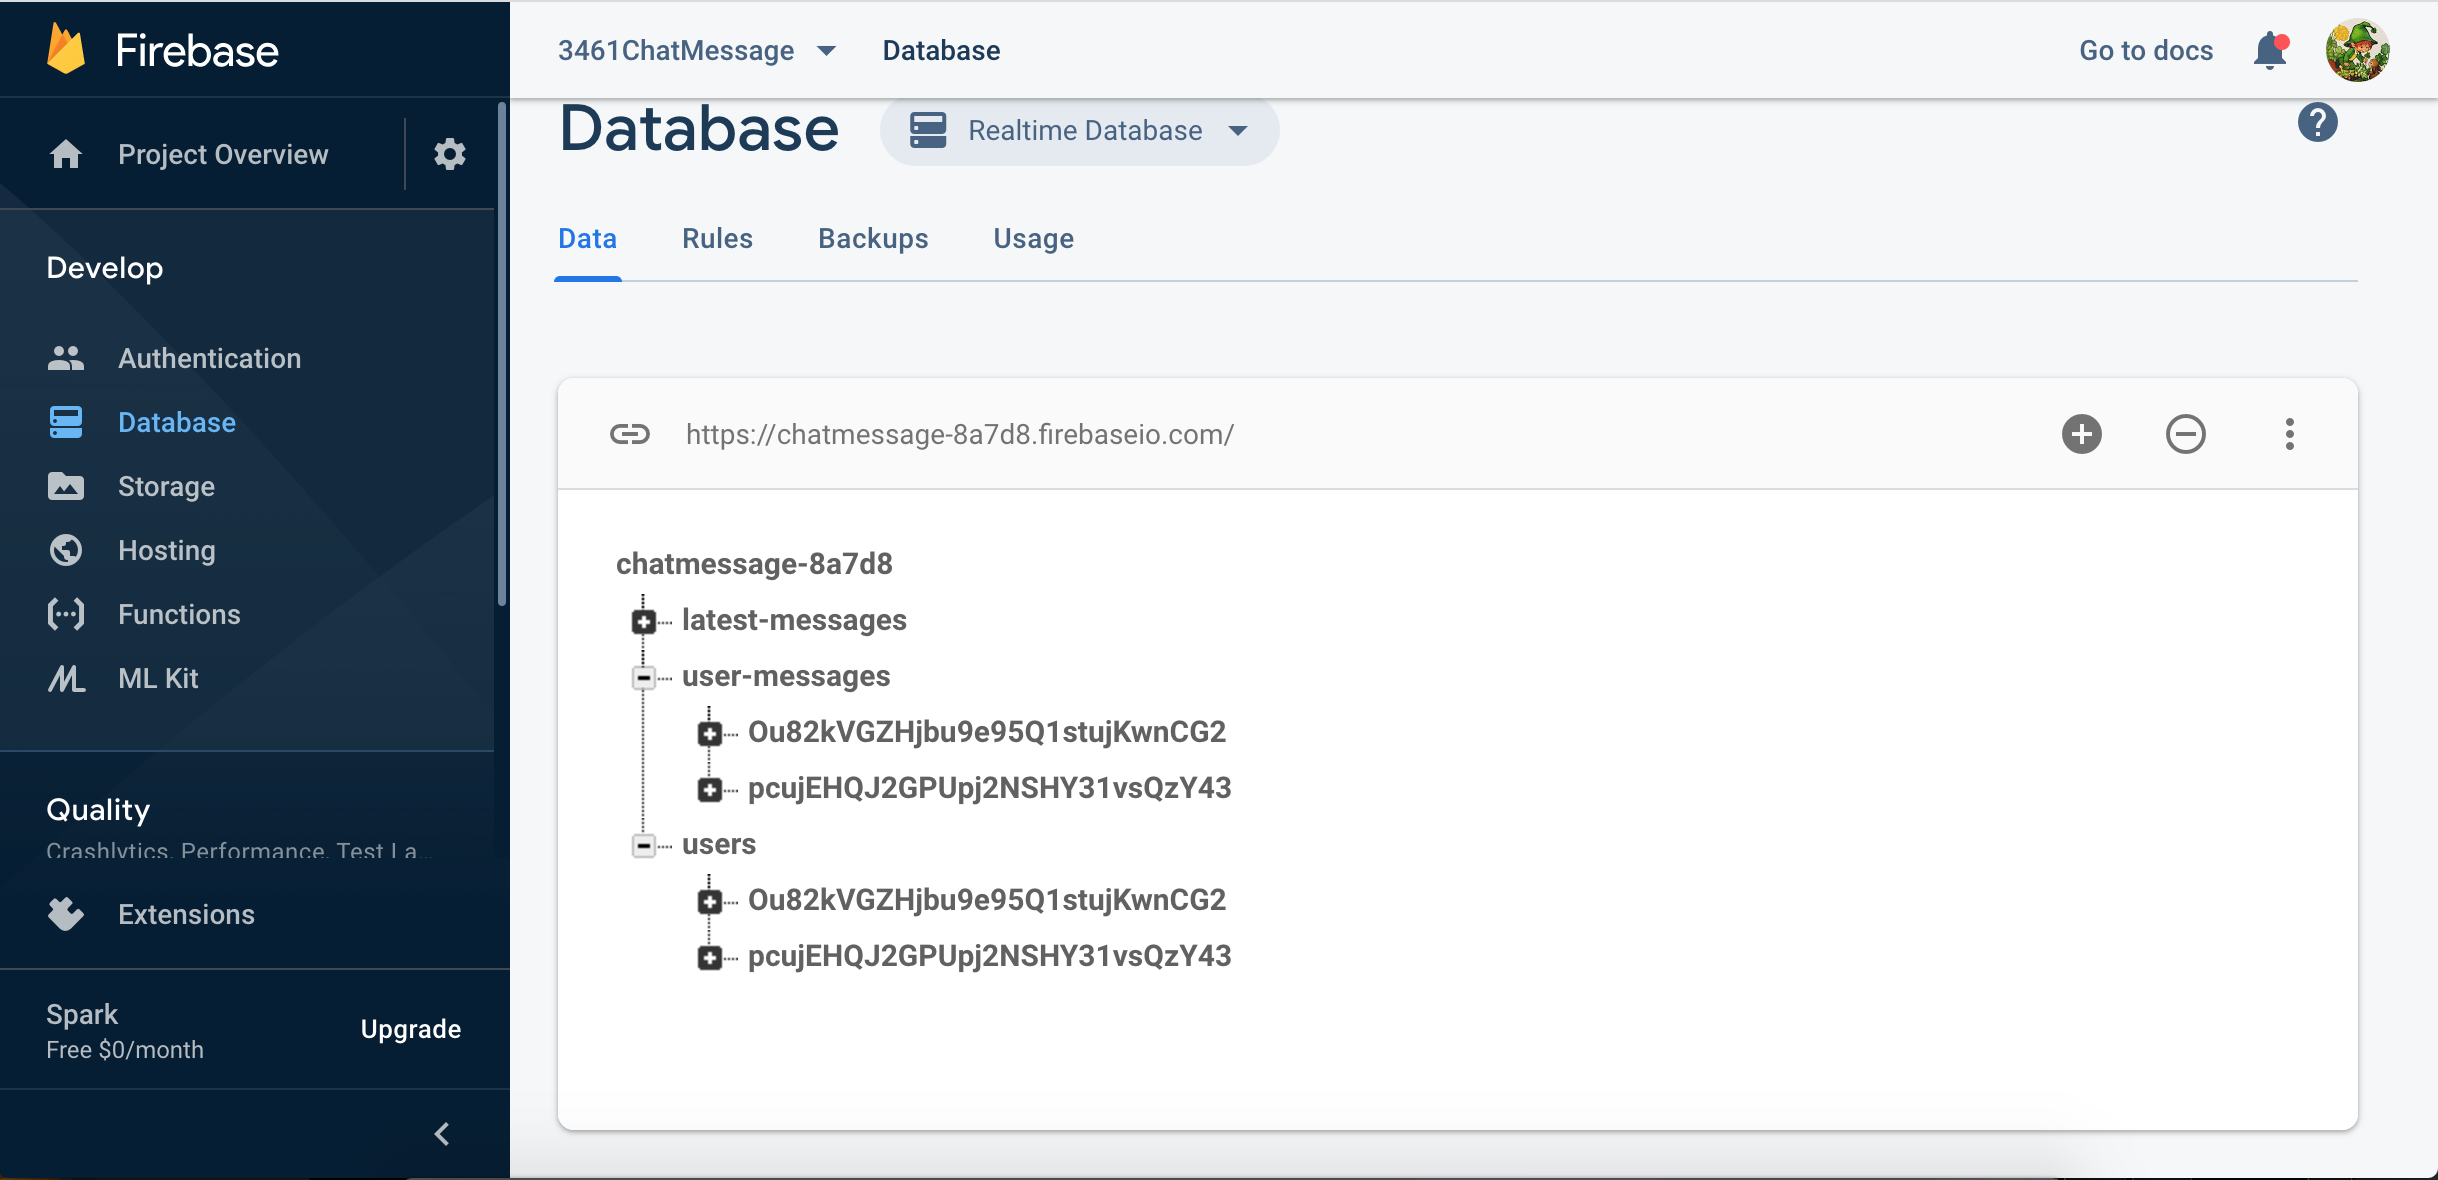 Firebase
Project Overview
Develop
Authentication
Database
Storage
Hosting
Functions
ML Kit
Quality
Crashlytics, Performance, Test La...
Extensions
Spark
Free $0/month
Upgrade
3461ChatMessage
Database
Go to docs
Database
Realtime Database
Data
Rules
Backups
Usage
https://chatmessage-8a7d8.firebaseio.com/
chatmessage-8a7d8
latest-messages
user-messages
Ou82kVGZHjbu9e95Q1stujKwnCG2
pcujEHQJ2GPUpj2NSHY31vsQzY43
users
Ou82kVGZHjbu9e95Q1stujKwnCG2
pcujEHQJ2GPUpj2NSHY31vsQzY43